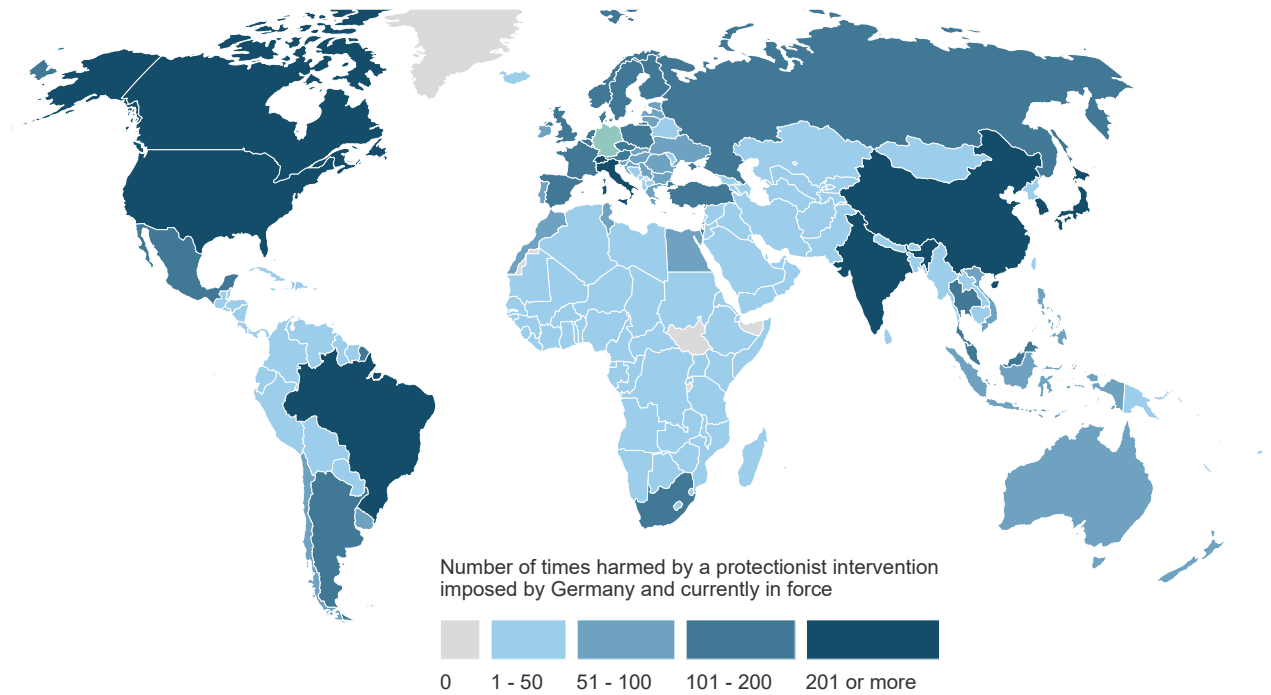 Number of times harmed by a protectionist intervention
imposed by Germany and currently in force
0 1 - 50 51 - 100 101 - 200 201 or more